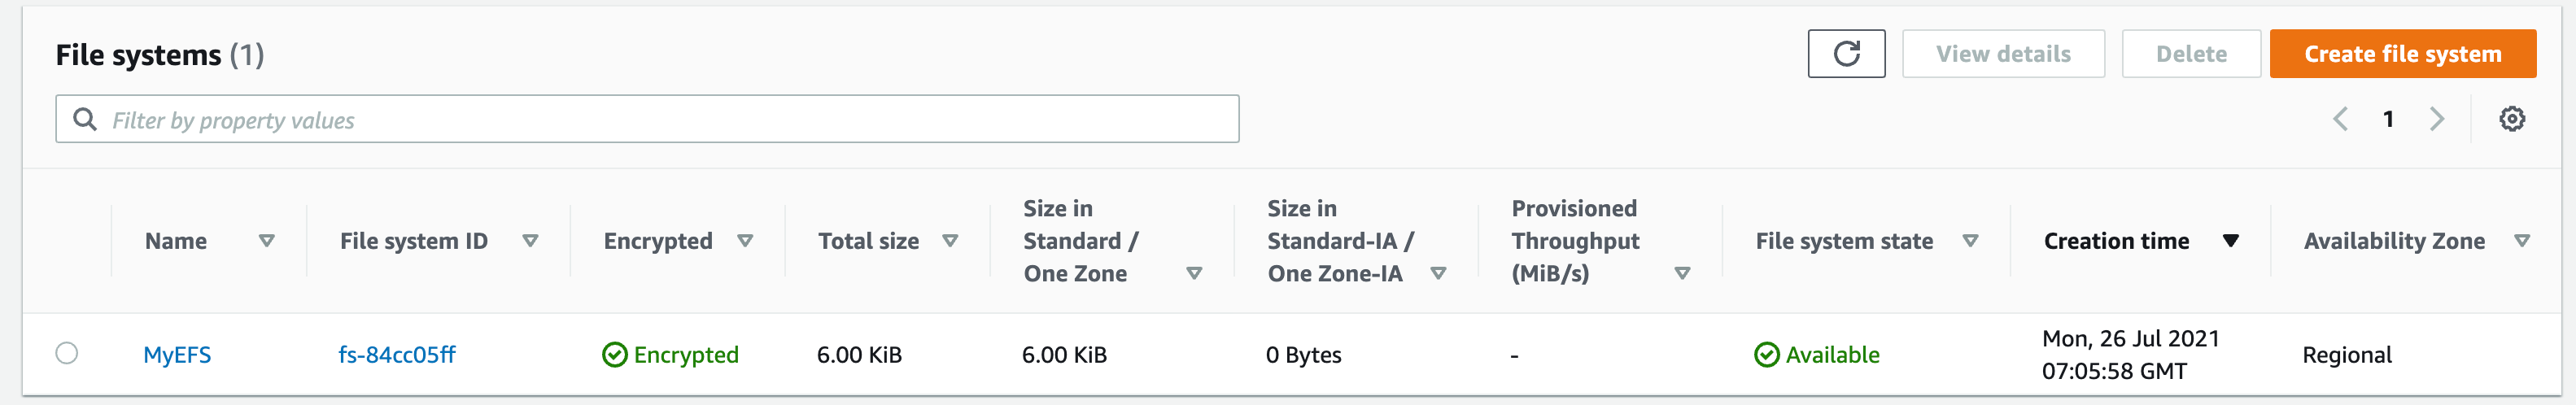 File systems (1)
View details
Delete
Create file system
Filter by property values
1
Name
File system ID
Encrypted
Total size
Size in
Standard /
One Zone
Size in
Standard-IA /
One Zone-IA
Provisioned
Throughput
(MiB/s)
File system state
Creation time
Availability Zone
MyEFS
fs-84cc05ff
Encrypted
6.00 KiB
6.00 KiB
0 Bytes
-
Available
Mon, 26 Jul 2021
07:05:58 GMT
Regional